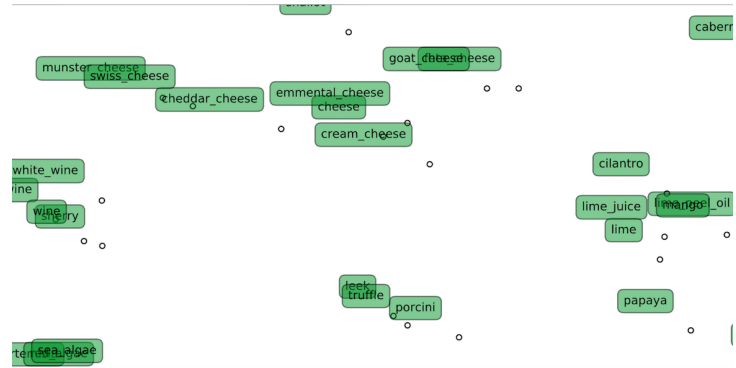 munster_cheese
swiss_cheese
cheddar_cheese
emmental_cheese
cheese
cream_cheese
white_wine
cilantro
lime_juice
mango
wine
sherry
lime
leek
truffle
porcini
papaya
sea_algae